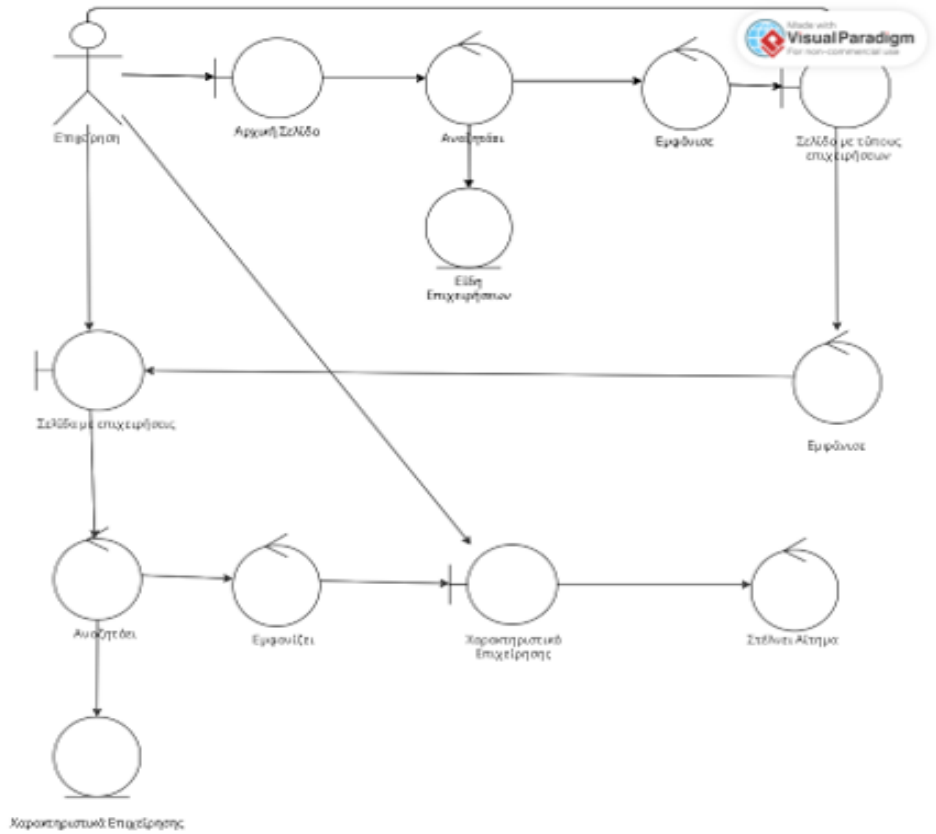 Made with
Visual Paradigm
For non-commercial use
Επιχείρηση
Αρχική Σελίδα
Αναζητάει
Εμφάνισε
Σελίδα με τύπους
επιχειρήσεων
Είδη
Επιχειρήσεων
Σελίδα με επιχειρήσεις
Εμφάνισε
Αναζητάει
Εμφανίζει
Χαρακτηριστικά
Επιχείρησης
Στέλνει Αίτημα
Χαρακτηριστικά Επιχείρησης